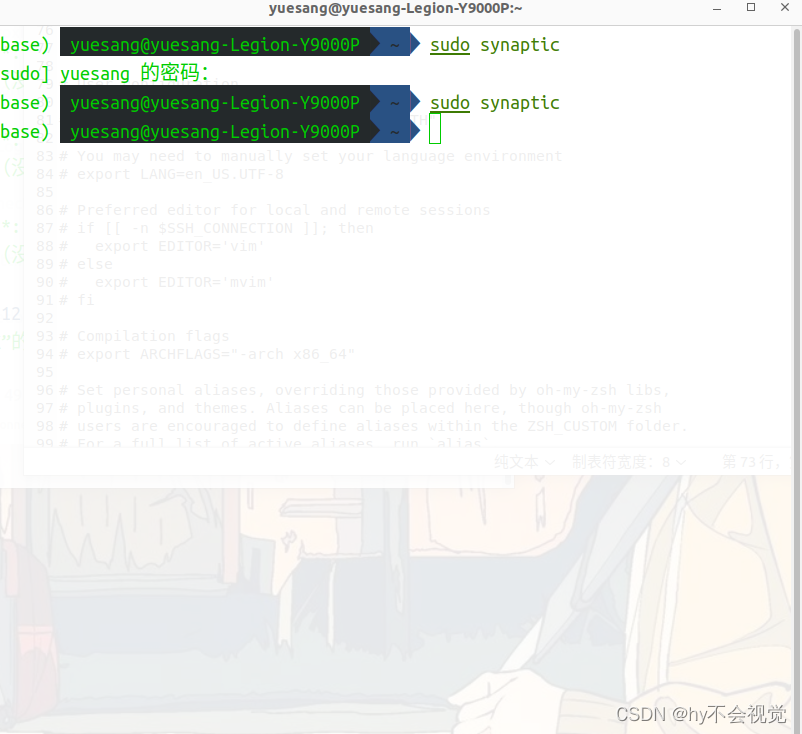 yuesang@yuesang-Legion-Y9000P:~
base) yuesang@yuesang-Legion-Y9000P ~ sudo synaptic
sudo] yuesang 的密码:
base) yuesang@yuesang-Legion-Y9000P ~ sudo synaptic
base) yuesang@yuesang-Legion-Y9000P ~
83 # You may need to manually set your language environment
84 # export LANG=en_US.UTF-8
85
86 # Preferred editor for local and remote sessions
87 # if [[ -n $SSH_CONNECTION ]]; then
88 #   export EDITOR='vim'
89 # else
90 #   export EDITOR='mvim'
91 # fi
92
93 # Compilation flags
94 # export ARCHFLAGS="-arch x86_64"
95
96 # Set personal aliases, overriding those provided by oh-my-zsh libs,
97 # plugins, and themes. Aliases can be placed here, though oh-my-zsh
98 # users are encouraged to define aliases within the ZSH_CUSTOM folder.
99 # For a full list of active aliases, run `alias`
纯文本 制表符宽度: 8 第 73 行,
CSDN @hy不会视觉